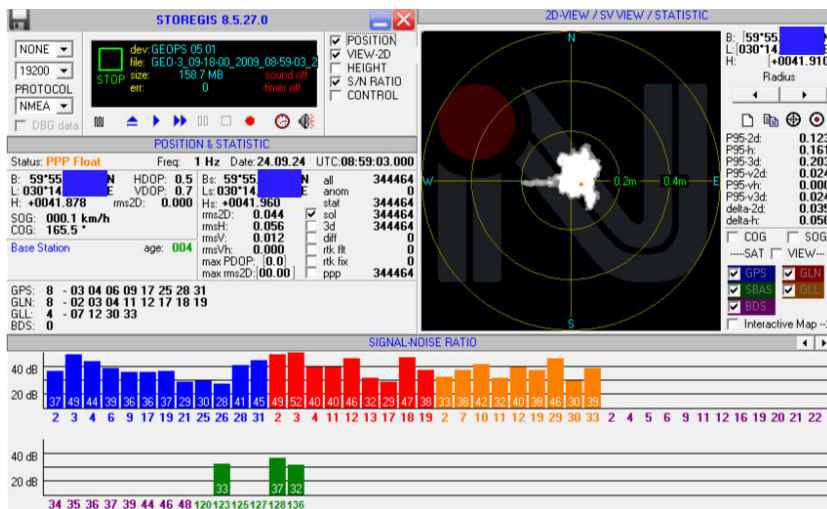 STOREGIS 8.5.27.0
NONE
19200
PROTOCOL
NMEA
DBG data
STOP
dev: GEOPS 05.01
file: GEO-3_09-18-00_2009_08-59-03_2
size: 158.7 MB sound off
err: 0 timer off
POSITION
VIEW-2D
HEIGHT
S/N RATIO
CONTROL
POSITION & STATISTIC
Status: PPP Float Freq: 1 Hz Date: 24.09.24 UTC: 08:59:03.000
B: 59°55 N HDOP: 0.5
L: 030°14 E VDOP: 0.7
H: +0041.878 rms2D: 0.000
SOG: 000.1 km/h
COG: 165.5 °
Base Station age: 004
Bs: 59°55 N
Ls: 030°14 E
Hs: +0041.960
rms2D: 0.044
rmsH: 0.056
rmsV: 0.012
rmsVh: 0.000
max PDOP: [0.0]
max rms2D: [00.00]
all 344464
anom 0
stat 344464
sol 344464
3d 344464
diff 0
rtk flt 0
rtk fix 0
ppp 344464
GPS: 8 - 03 04 06 09 17 25 28 31
GLN: 8 - 02 03 04 11 12 17 18 19
GLL: 4 - 07 12 30 33
BDS: 0
2D-VIEW / SV VIEW / STATISTIC
N
W
E
S
0.2m
0.4m
B: 59°55
L: 030°14
H: +0041.910
Radius
P95-2d: 0.123
P95-h: 0.161
P95-3d: 0.203
P95-v2d: 0.024
P95-vh: 0.000
P95-v3d: 0.024
delta-2d: 0.035
delta-h: 0.050
COG SOG
-----SAT VIEW----
GPS GLN
SBAS GLL
BDS
Interactive Map --
SIGNAL-NOISE RATIO
40 dB
20 dB
37 49 44 39 36 36 37 29 30 28 41 45 49 52 40 40 46 32 29 47 38 33 38 42 32 40 38 46 30 39
2 3 4 6 9 16 17 19 21 25 26 28 31 2 3 4 11 12 13 17 18 19 2 7 10 11 12 19 29 30 33 2 4 5 6 9 11 12 16 19 20 21 22
40 dB
20 dB
33 37 32
34 35 36 37 39 44 46 48 120 123 125 127 128 136